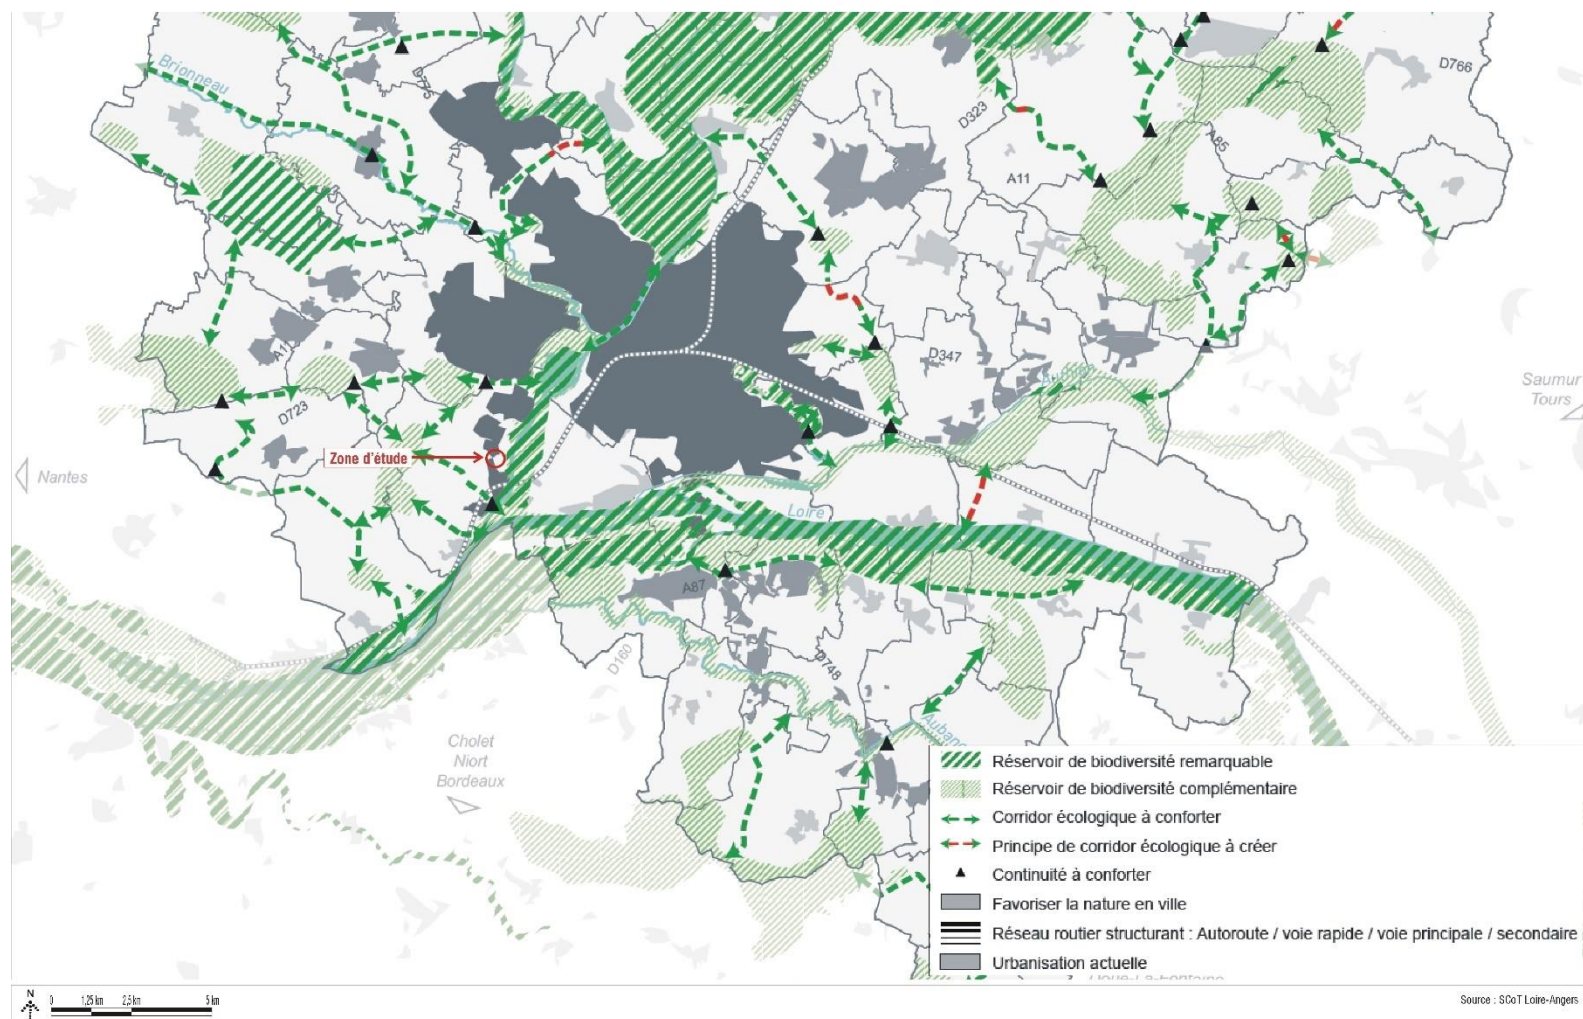 Brionneau
D775
D766
D323
A85
A11
A11
D347
Authion
D723
Saumur
Tours
Zone d'étude
Nantes
Loire
A87
D160
D748
Cholet
Niort
Bordeaux
Réservoir de biodiversité remarquable
Réservoir de biodiversité complémentaire
Corridor écologique à conforter
Principe de corridor écologique à créer
Continuité à conforter
Favoriser la nature en ville
Réseau routier structurant : Autoroute / voie rapide / voie principale / secondaire
Urbanisation actuelle
N
0 1,25 km 2,5 km 5 km
Source : SCoT Loire-Angers